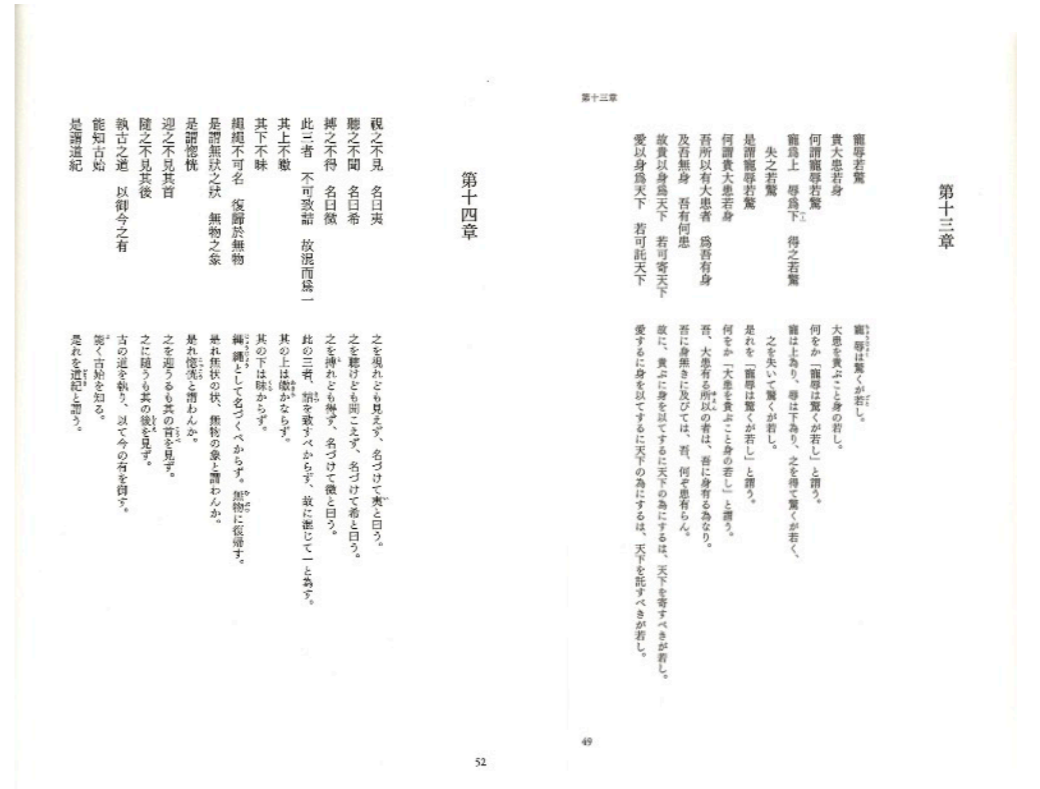 第十三章
第十三章
寵辱若驚
貴大患若身
何謂寵辱若驚
寵爲上　辱爲下　得之若驚
失之若驚
是謂寵辱若驚
何謂貴大患若身
吾所以有大患者　爲吾有身
及吾無身　吾有何患
故貴以身爲天下　若可寄天下
愛以身爲天下　若可託天下
寵、辱は驚くが若し。
大患を貴ぶこと身の若し。
何をか「寵辱は驚くが若し」と謂う。
寵は上為り、辱は下為り、之を得て驚くが若く、
之を失いて驚くが若し。
是れを「寵辱は驚くが若し」と謂う。
何をか「大患を貴ぶこと身の若し」と謂う。
吾、大患有る所以の者は、吾に身有る為なり。
吾に身無きに及びては、吾、何ぞ患有らん。
故に、貴ぶに身を以てするに天下の為にするは、天下を寄すべきが若し。
愛するに身を以てするに天下の為にするは、天下を託すべきが若し。
49
第十四章
視之不見　名曰夷
聽之不聞　名曰希
搏之不得　名曰微
此三者　不可致詰　故混而爲一
其上不皦
其下不昧
繩繩不可名　復歸於無物
是謂無狀之狀　無物之象
是謂惚恍
迎之不見其首
隨之不見其後
執古之道　以御今之有
能知古始
是謂道紀
之を視れども見えず、名づけて夷と曰う。
之を聽けども聞こえず、名づけて希と曰う。
之を搏れども得ず、名づけて微と曰う。
此の三者、詰を致すべからず、故に混じて一と為す。
其の上は皦かならず。
其の下は昧からず。
繩繩として名づくべからず。無物に復帰す。
是れ無状の状、無物の象と謂わんか。
是れ惚恍と謂わんか。
之を迎うるも其の首を見ず。
之に随うも其の後を見ず。
古の道を執り、以て今の有を御す。
能く古始を知る。
是れを道紀と謂う。
52